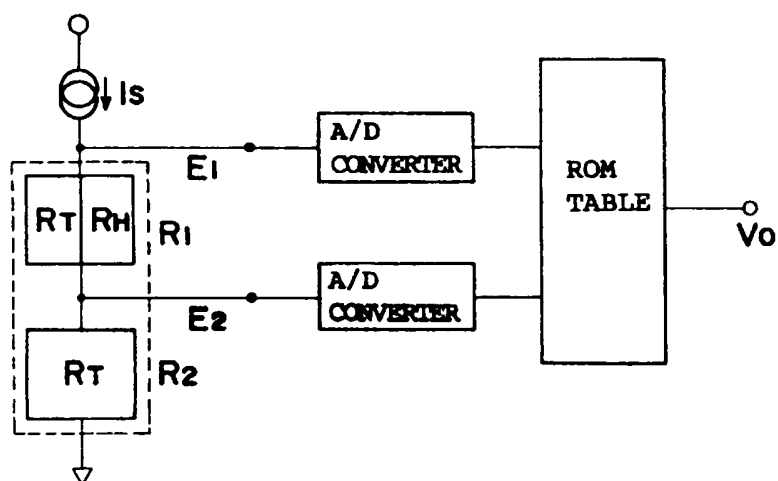 Is
A/D
CONVERTER
E1
ROM
TABLE
RT RH R1
Vo
A/D
CONVERTER
E2
RT R2